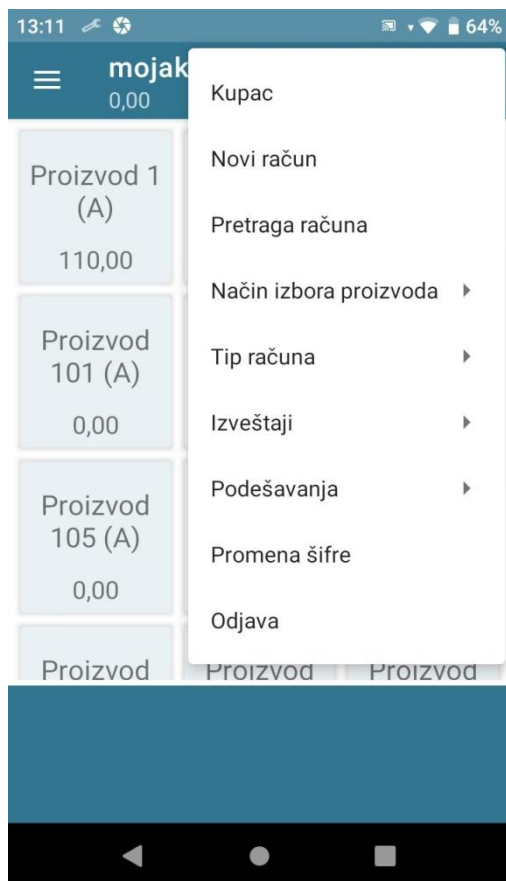 13:11
64%
mojak
0,00
Kupac
Novi račun
Pretraga računa
Način izbora proizvoda
Tip računa
Izveštaji
Podešavanja
Promena šifre
Odjava
Proizvod 1
(A)
110,00
Proizvod
101 (A)
0,00
Proizvod
105 (A)
0,00
Proizvod Proizvod Proizvod